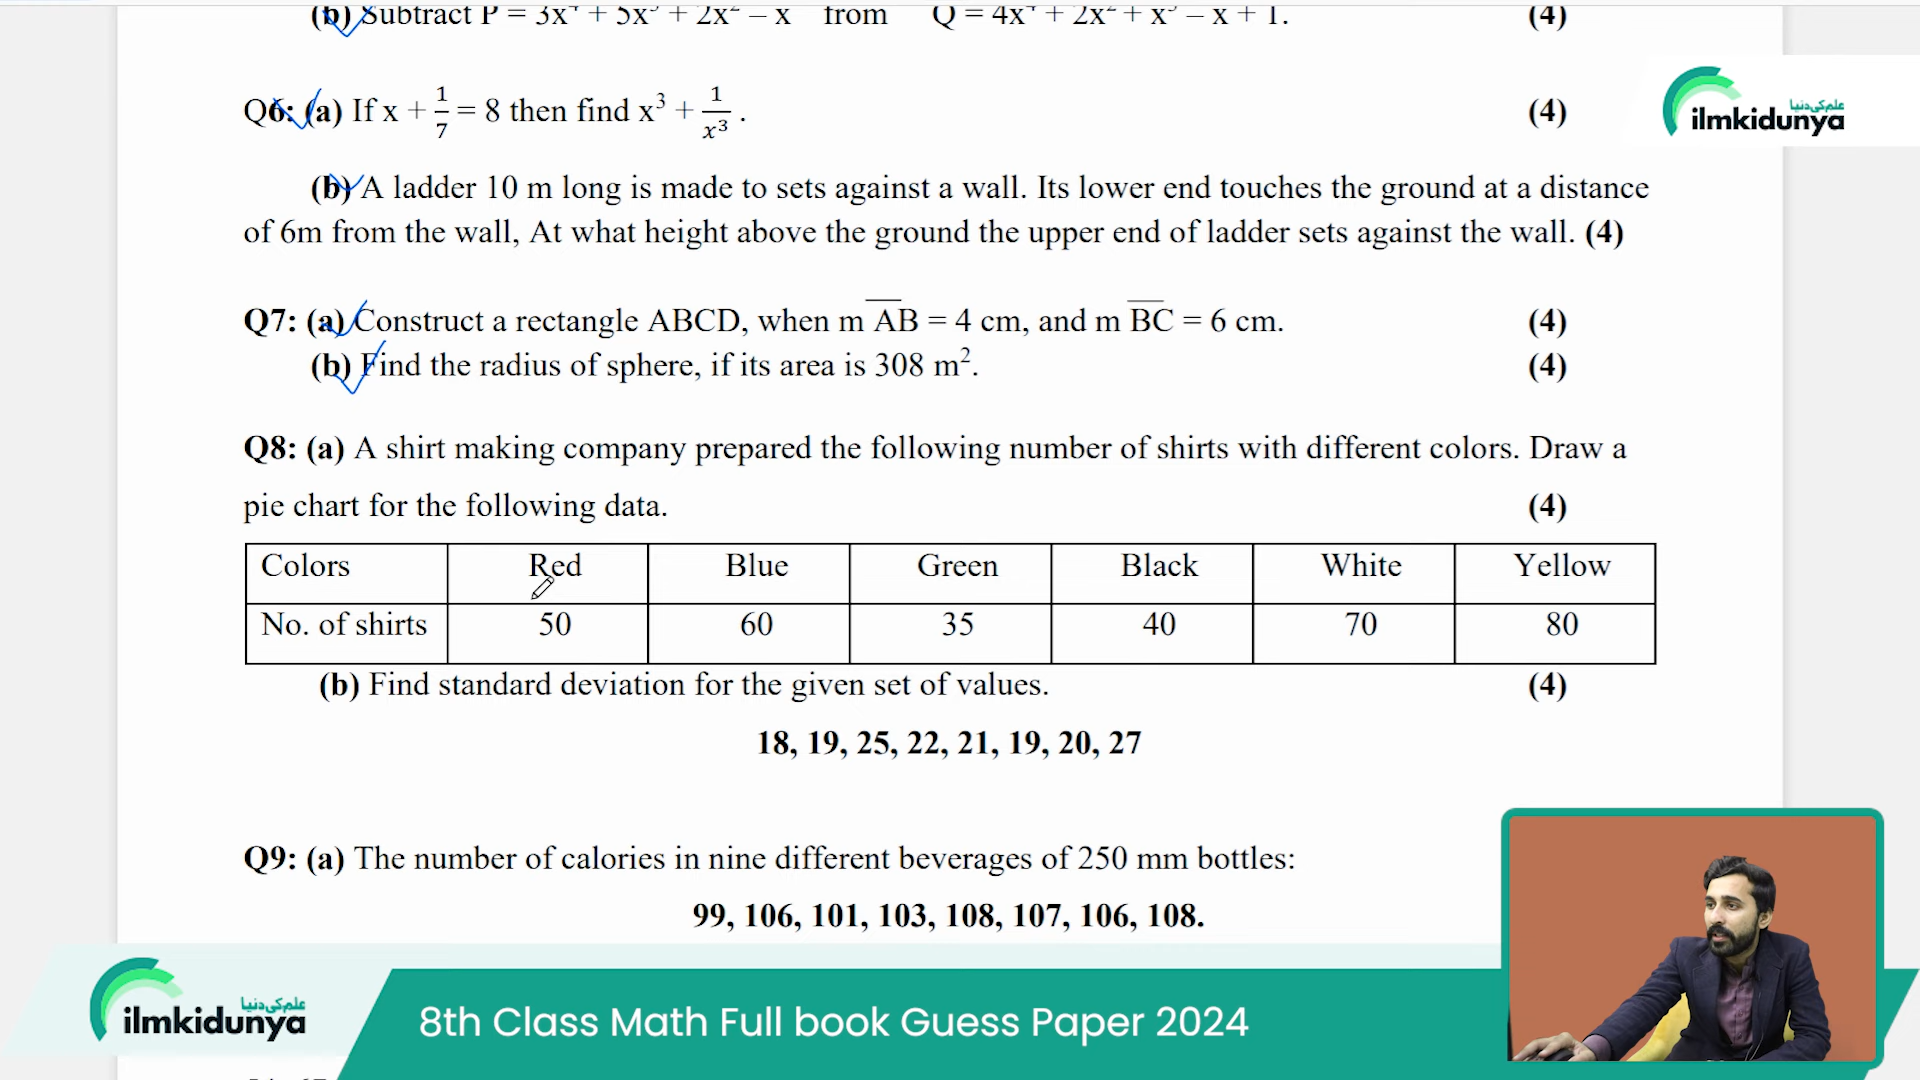 (b) Subtract P = 3x⁴ + 5x³ + 2x² – x from Q = 4x⁴ + 2x² + x³ – x + 1. (4)
علم کی دنیا
ilmkidunya
Q6: (a) If x + 1/7 = 8 then find x³ + 1/x³ . (4)
(b) A ladder 10 m long is made to sets against a wall. Its lower end touches the ground at a distance
of 6m from the wall, At what height above the ground the upper end of ladder sets against the wall. (4)
Q7: (a) Construct a rectangle ABCD, when m A̅B̅ = 4 cm, and m B̅C̅ = 6 cm. (4)
(b) Find the radius of sphere, if its area is 308 m². (4)
Q8: (a) A shirt making company prepared the following number of shirts with different colors. Draw a
pie chart for the following data. (4)
Colors Red Blue Green Black White Yellow
No. of shirts 50 60 35 40 70 80
(b) Find standard deviation for the given set of values. (4)
18, 19, 25, 22, 21, 19, 20, 27
Q9: (a) The number of calories in nine different beverages of 250 mm bottles:
99, 106, 101, 103, 108, 107, 106, 108.
علم کی دنیا
ilmkidunya
8th Class Math Full book Guess Paper 2024